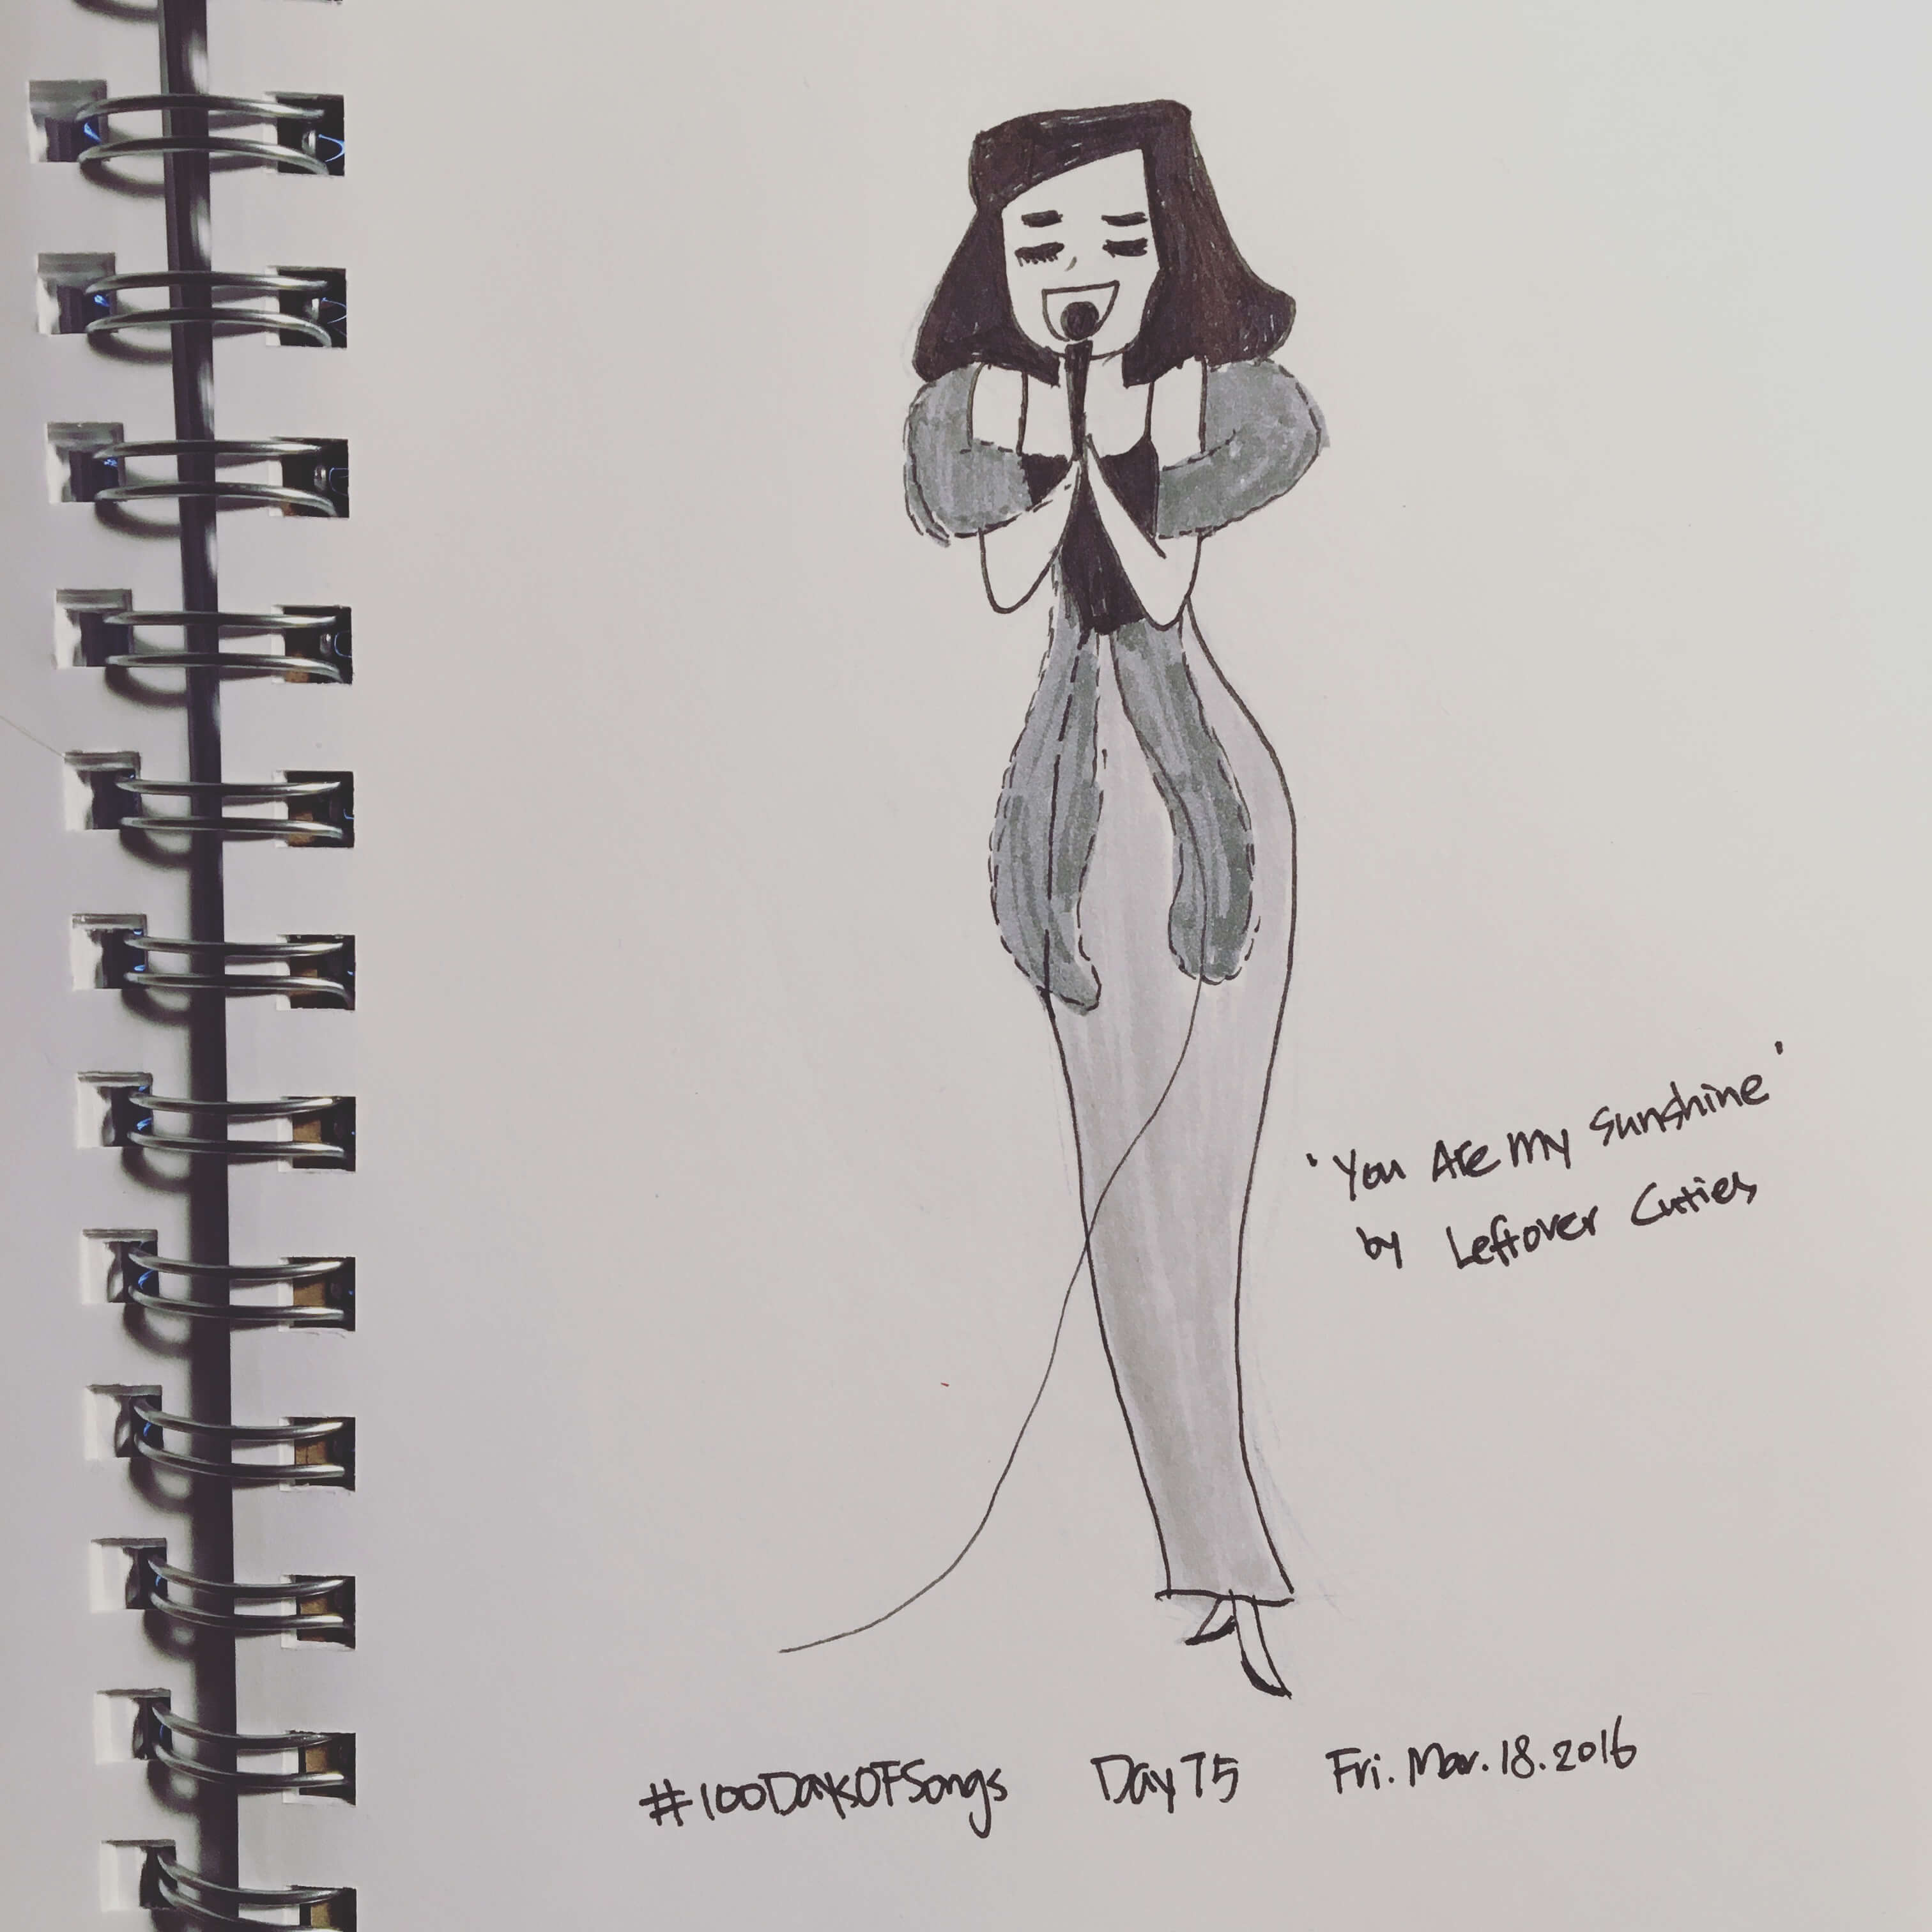 'You Are My Sunshine'
by Leftover Cuties
#100DaysOfSongs Day 75 Fri. Mar. 18. 2016